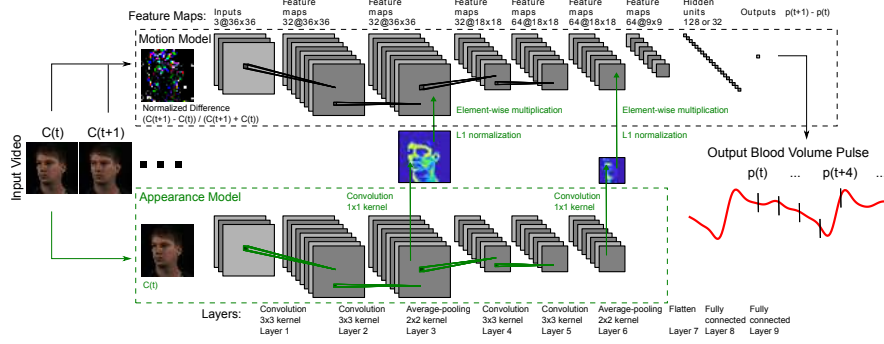 Feature Maps:
Inputs
3@36x36
Feature
maps
32@36x36
Feature
maps
32@36x36
Feature
maps
32@18x18
Feature
maps
64@18x18
Feature
maps
64@18x18
Feature
maps
64@9x9
Hidden
units
128 or 32
Outputs
p(t+1) - p(t)
Motion Model
Normalized Difference
(C(t+1) - C(t)) / (C(t+1) + C(t))
Element-wise multiplication
L1 normalization
Element-wise multiplication
L1 normalization
Input Video
C(t)
C(t+1)
Output Blood Volume Pulse
p(t)
...
p(t+4)
...
Appearance Model
Convolution
1x1 kernel
Convolution
1x1 kernel
C(t)
Layers:
Convolution
3x3 kernel
Layer 1
Convolution
3x3 kernel
Layer 2
Average-pooling
2x2 kernel
Layer 3
Convolution
3x3 kernel
Layer 4
Convolution
3x3 kernel
Layer 5
Average-pooling
2x2 kernel
Layer 6
Flatten
Layer 7
Fully
connected
Layer 8
Fully
connected
Layer 9